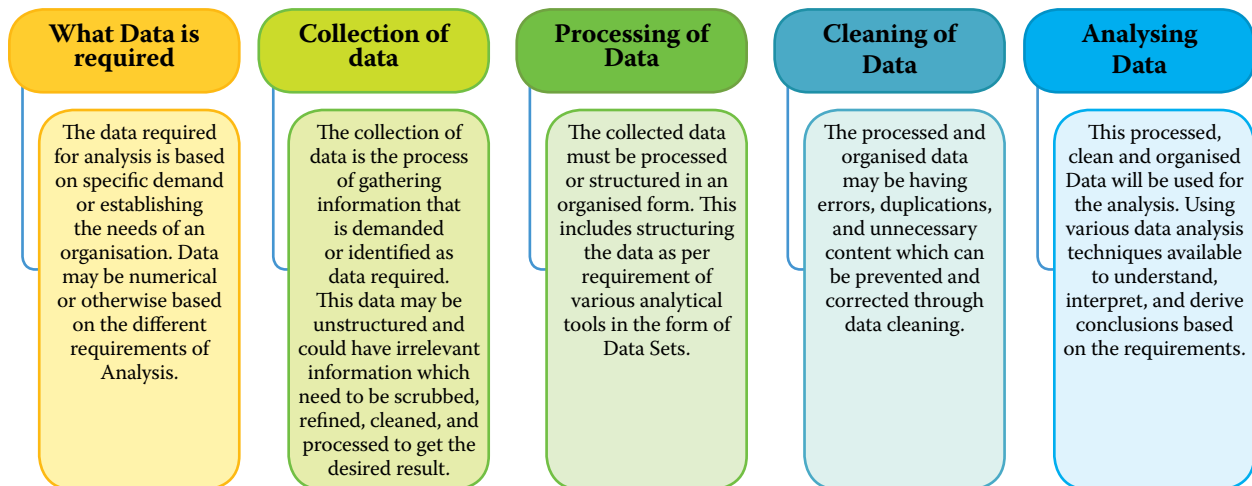 What Data is
required
The data required
for analysis is based
on specific demand
or establishing
the needs of an
organisation. Data
may be numerical
or otherwise based
on the different
requirements of
Analysis.
Collection of
data
The collection of
data is the process
of gathering
information that
is demanded
or identified as
data required.
This data may be
unstructured and
could have irrelevant
information which
need to be scrubbed,
refined, cleaned, and
processed to get the
desired result.
Processing of
Data
The collected data
must be processed
or structured in an
organised form. This
includes structuring
the data as per
requirement of
various analytical
tools in the form of
Data Sets.
Cleaning of
Data
The processed and
organised data
may be having
errors, duplications,
and unnecessary
content which can
be prevented and
corrected through
data cleaning.
Analysing
Data
This processed,
clean and organised
Data will be used for
the analysis. Using
various data analysis
techniques available
to understand,
interpret, and derive
conclusions based
on the requirements.